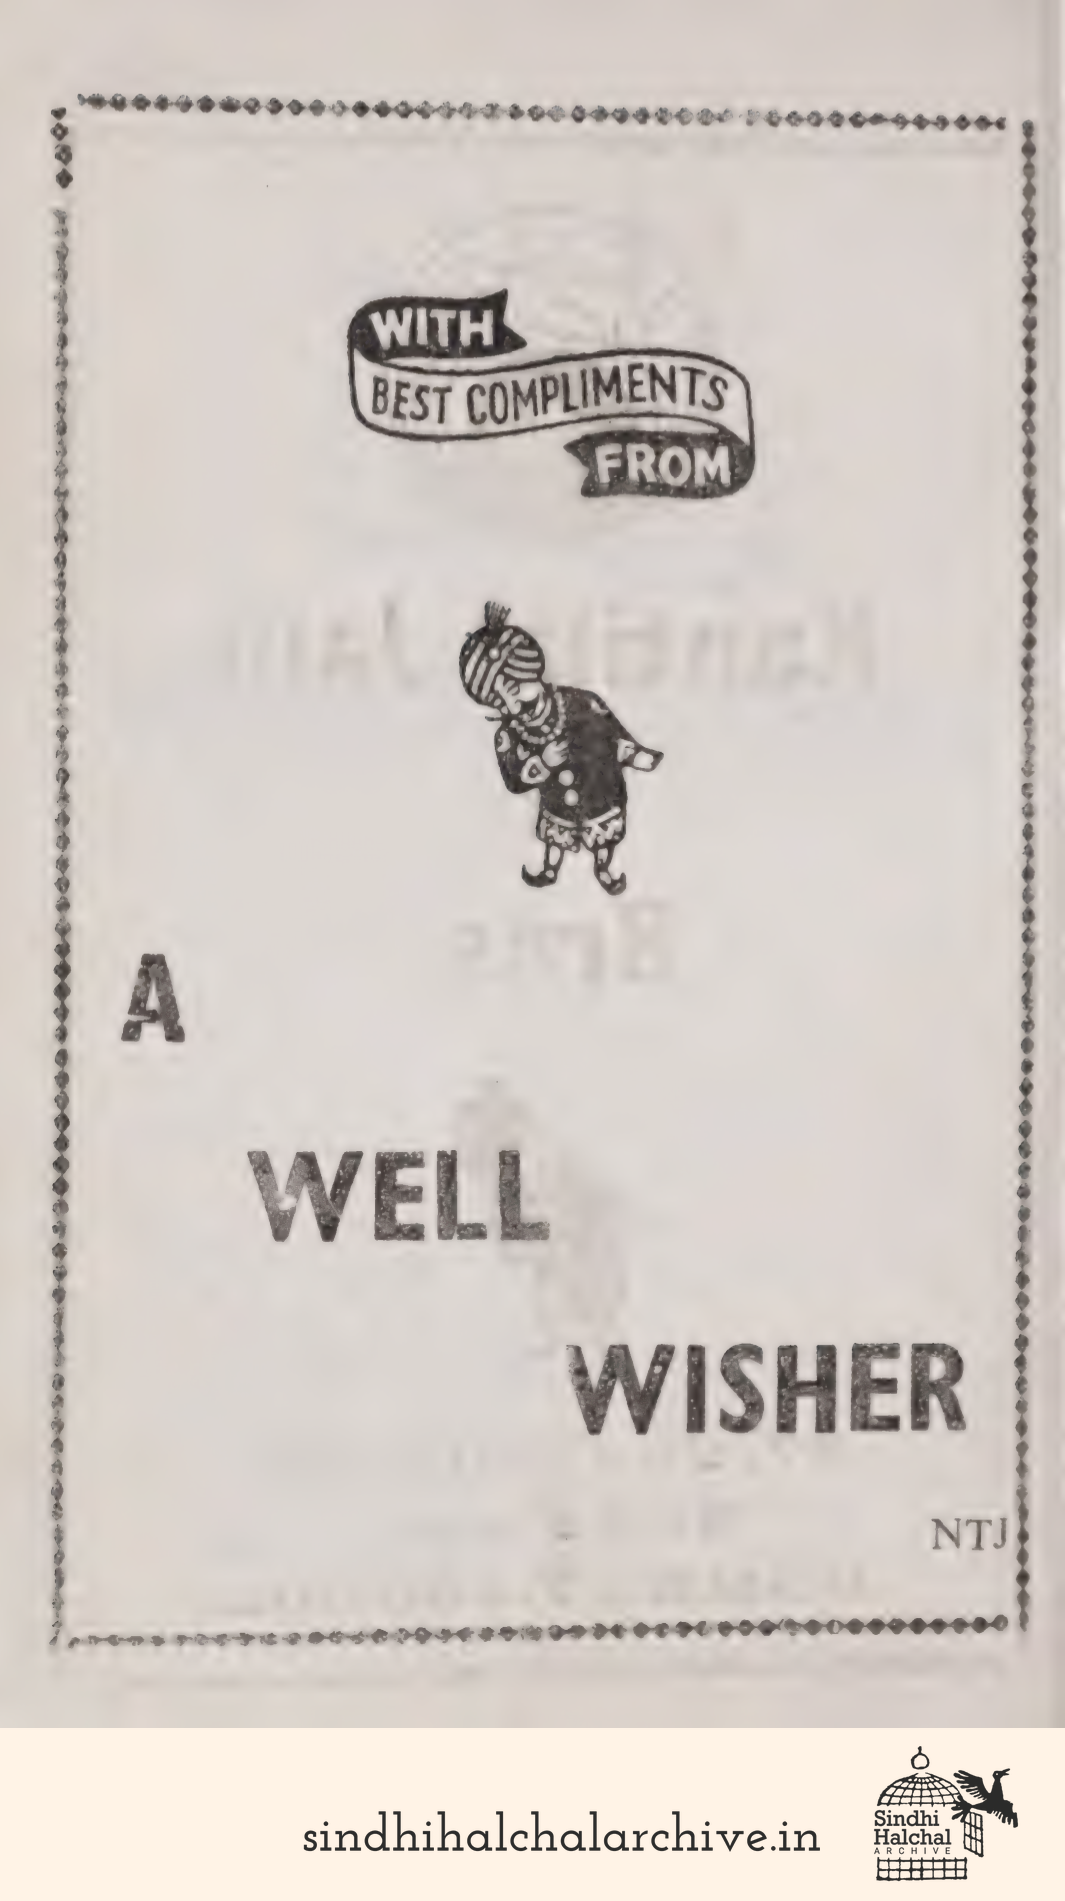 WITH
BEST COMPLIMENTS
FROM
A
WELL
WISHER
NTJ
sindhihalchalarchive.in
Sindhi
Halchal
ARCHIVE